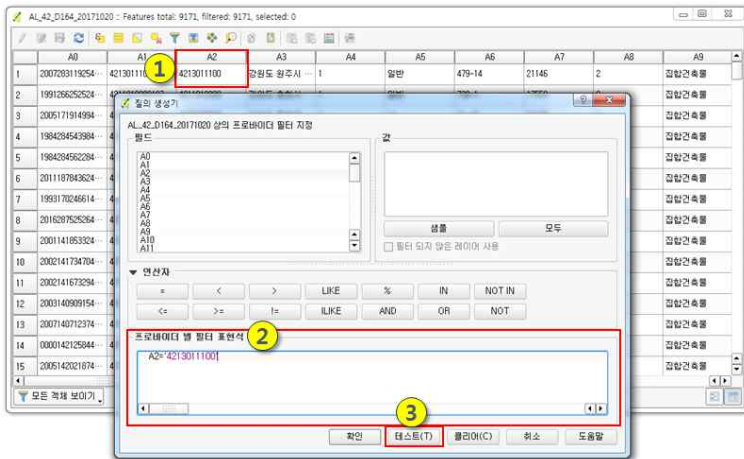 AL_42_D164_20171020 :: Features total: 9171, filtered: 9171, selected: 0
A0 A1 A2 A3 A4 A5 A6 A7 A8 A9
1
1 2007283119254… 4213011100 강원도 원주시 … 1 일반 479-14 21146 2 집합건축물
2 1991266252524… 집합건축물
3 2005171914994… 집합건축물
4 1984284543984… 집합건축물
5 1984284562284… 집합건축물
6 2011187843624… 집합건축물
7 1993170246614… 집합건축물
8 2016287525264… 집합건축물
9 2001141853324… 집합건축물
10 2002141734704… 집합건축물
11 2002141673294… 집합건축물
12 2003140909154… 집합건축물
13 2007140712374… 집합건축물
14 0000142125844… 집합건축물
15 2005142021874… 집합건축물
모든 객체 보이기
질의 생성기
AL_42_D164_20171020 상의 프로바이더 필터 지정
필드 값
A0
A1
A2
A3
A4
A5
A6
A7
A8
A9
A10
A11
샘플 모두
필터 되지 않은 레이어 사용
연산자
= < > LIKE % IN NOT IN
<= >= != ILIKE AND OR NOT
프로바이더 별 필터 표현식 2
A2='4213011100'
3
확인 테스트(T) 클리어(C) 취소 도움말